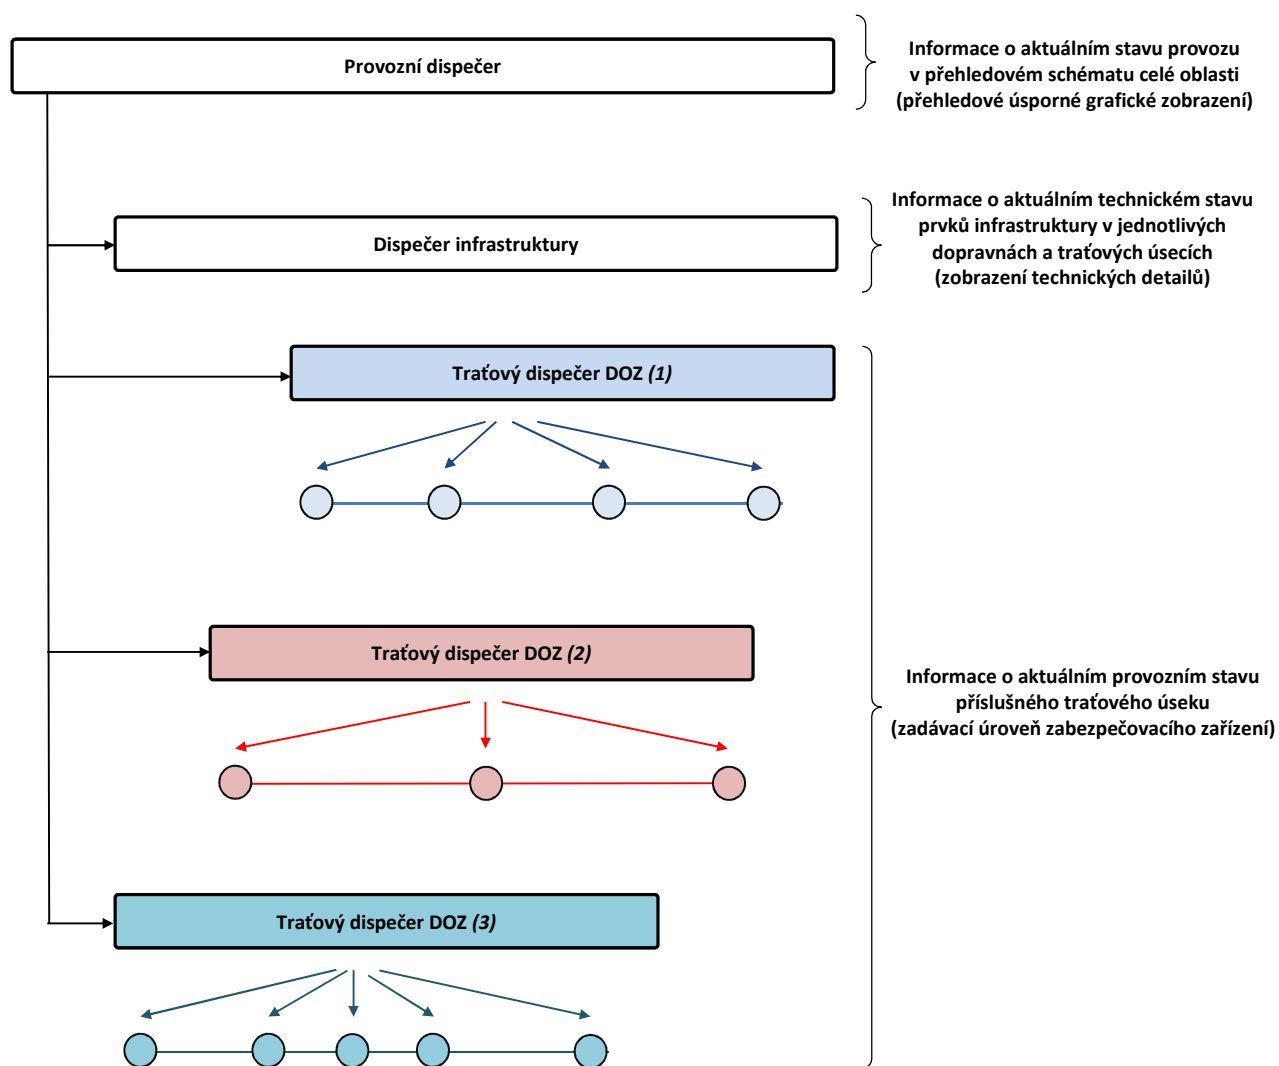 Provozní dispečer
Informace o aktuálním stavu provozu
v přehledovém schématu celé oblasti
(přehledové úsporné grafické zobrazení)
Dispečer infrastruktury
Informace o aktuálním technickém stavu
prvků infrastruktury v jednotlivých
dopravnách a traťových úsecích
(zobrazení technických detailů)
Traťový dispečer DOZ (1)
Traťový dispečer DOZ (2)
Informace o aktuálním provozním stavu
příslušného traťového úseku
(zadávací úroveň zabezpečovacího zařízení)
Traťový dispečer DOZ (3)